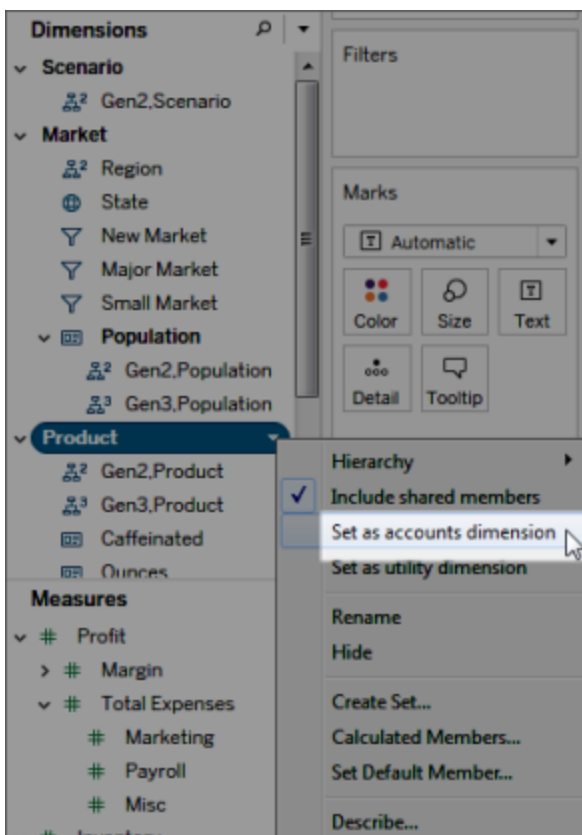 Dimensions
Scenario
Gen2,Scenario
Market
Region
State
New Market
Major Market
Small Market
Population
Gen2,Population
Gen3,Population
Product
Gen2,Product
Gen3,Product
Caffeinated
Ounces
Measures
Profit
Margin
Total Expenses
Marketing
Payroll
Misc
Inventory
Filters
Marks
Automatic
Color Size Text
Detail Tooltip
Hierarchy
Include shared members
Set as accounts dimension
Set as utility dimension
Rename
Hide
Create Set...
Calculated Members...
Set Default Member...
Describe...